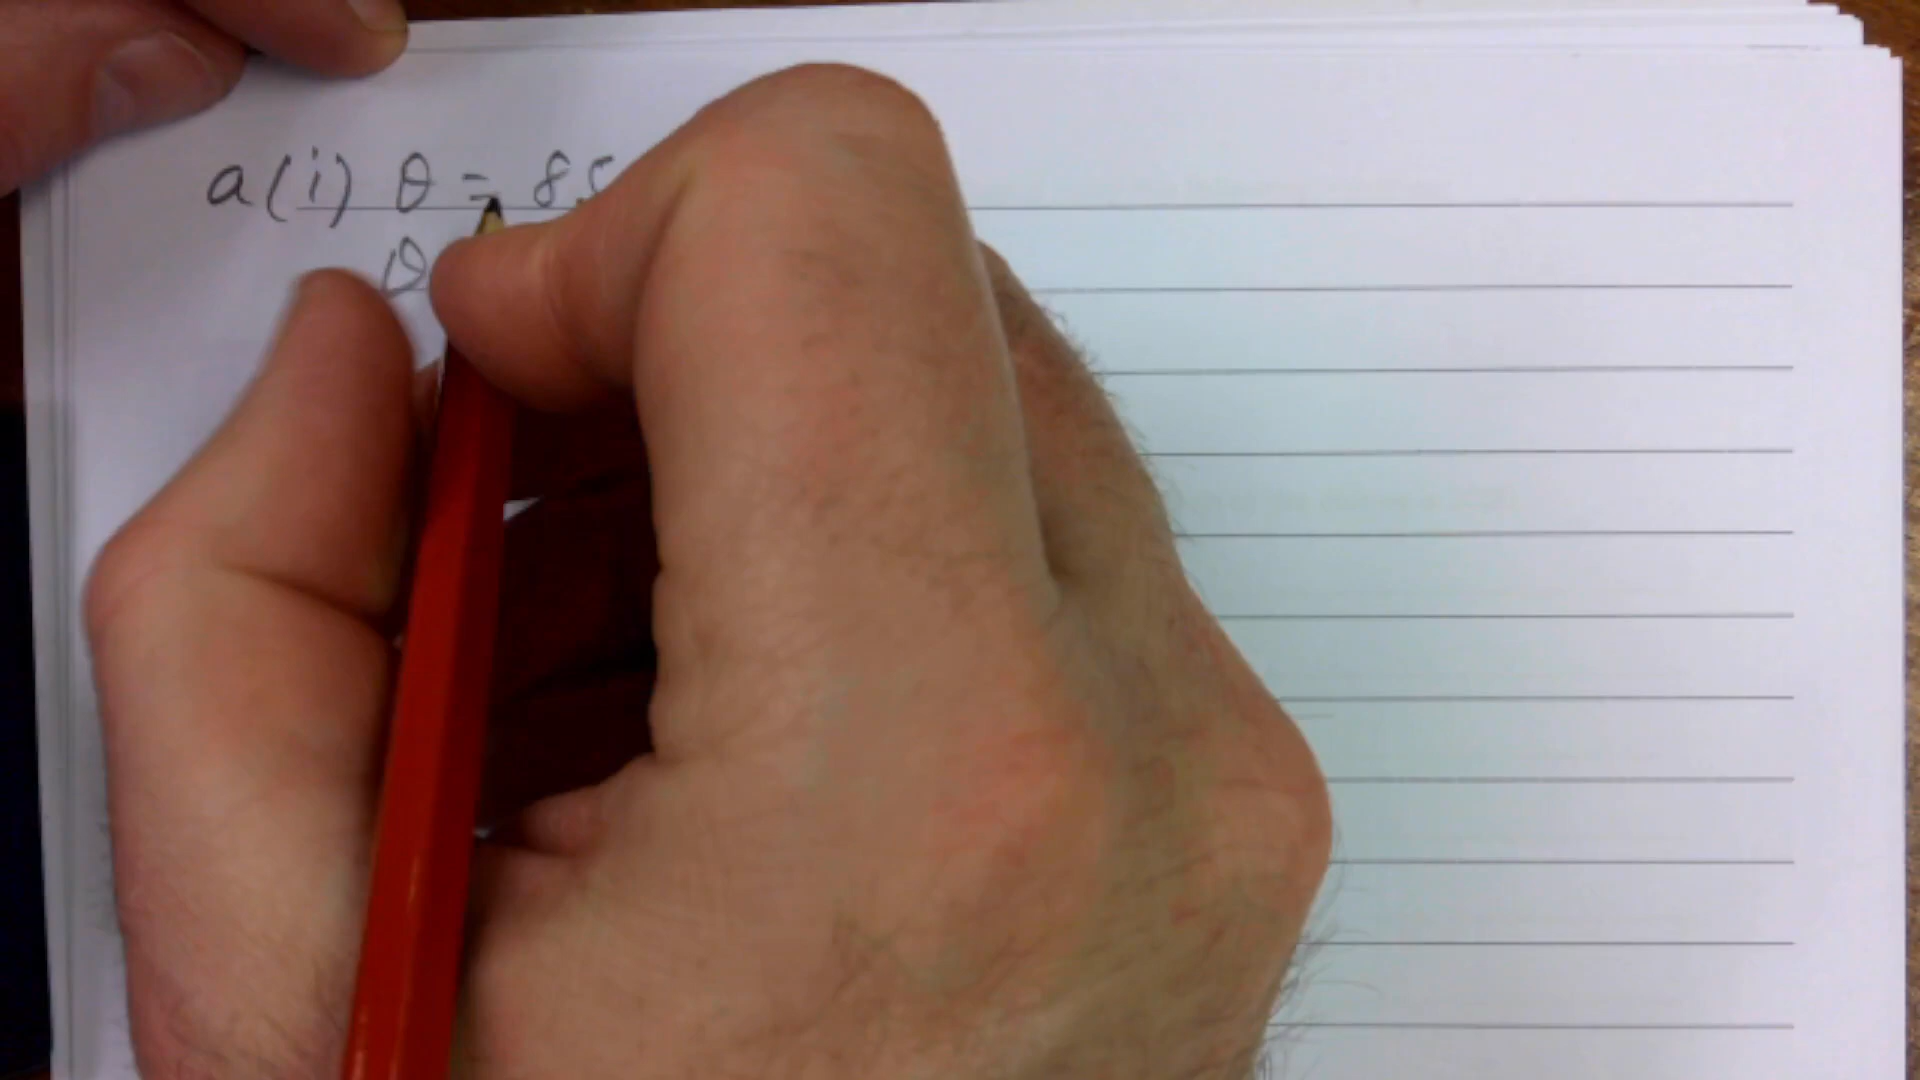 a(i) θ = 85
θ